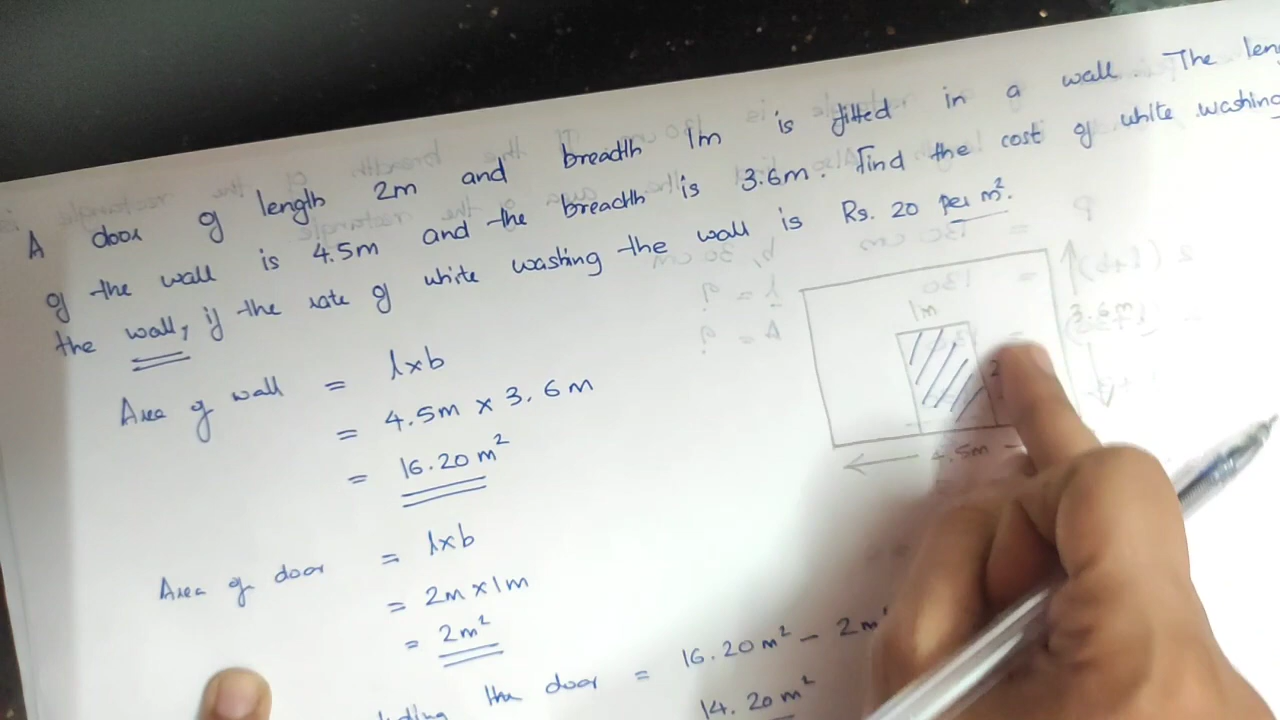 A door of length 2m and breadth 1m is fitted in a wall. The
of the wall is 4.5m and the breadth is 3.6m. Find the cost of white washing
the wall, if the rate of white washing the wall is Rs. 20 per m².
1m
3.6m
2
4.5m
Area of wall = l×b
= 4.5m × 3.6m
= 16.20 m²
Area of door = l×b
= 2m × 1m
= 2m²
the door = 16.20 m² - 2m²
14.20 m²